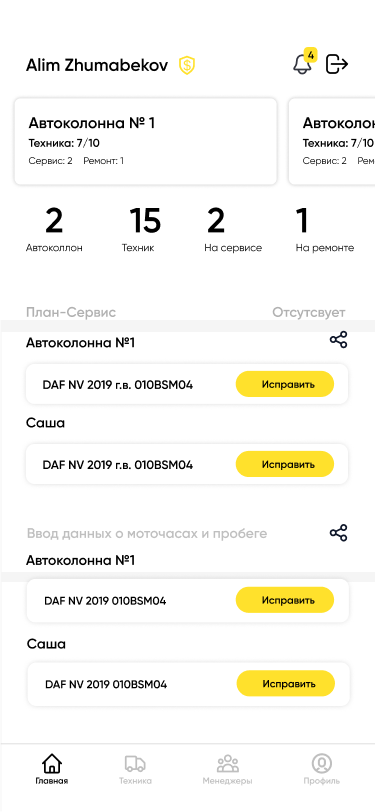 Alim Zhumabekov
4
Автоколонна № 1
Техника: 7/10
Сервис: 2 Ремонт: 1
Автоколон
Техника: 7/10
Сервис: 2 Рем
2 15 2 1
Автоколлон Техник На сервисе На ремонте
План-Сервис Отсутсвует
Автоколонна №1
DAF NV 2019 г.в. 010BSM04 Исправить
Саша
DAF NV 2019 г.в. 010BSM04 Исправить
Ввод данных о моточасах и пробеге
Автоколонна №1
DAF NV 2019 010BSM04 Исправить
Саша
DAF NV 2019 010BSM04 Исправить
Главная Техника Менеджеры Профиль